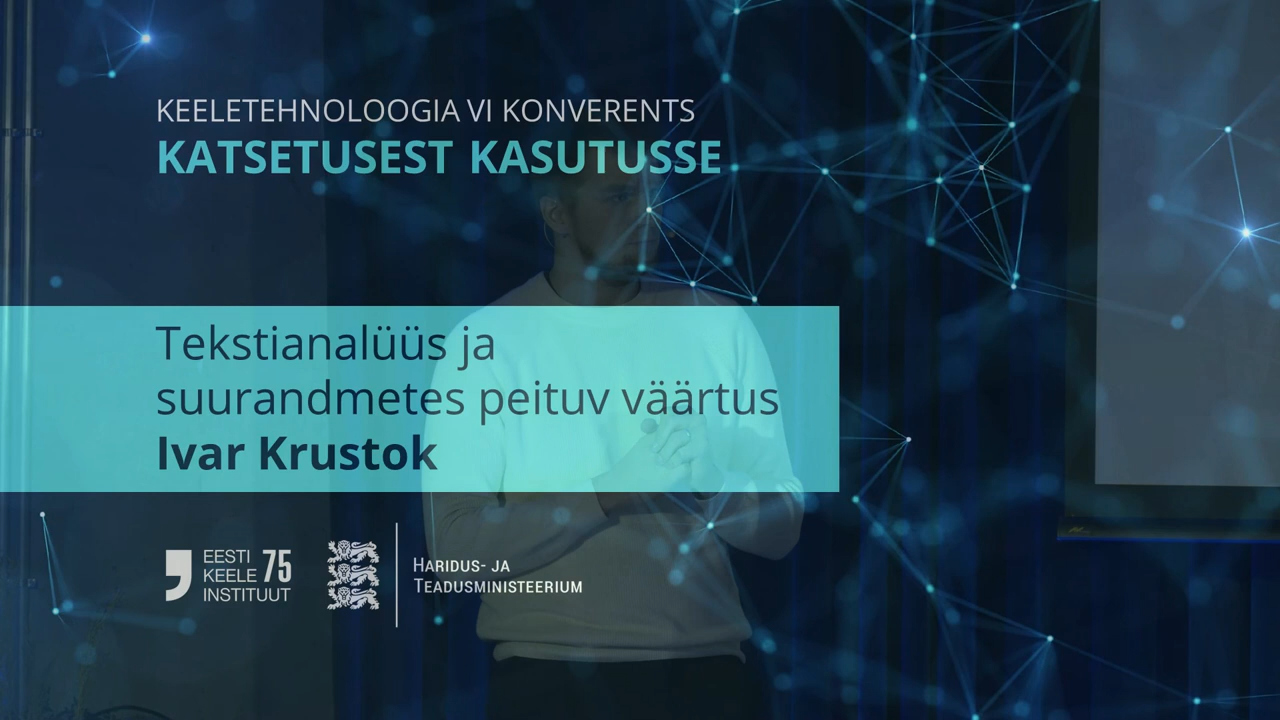 KEELETEHNOLOOGIA VI KONVERENTS
KATSETUSEST KASUTUSSE
Tekstianalüüs ja
suurandmetes peituv väärtus
Ivar Krustok
EESTI
KEELE 75
INSTITUUT
HARIDUS- JA
TEADUSMINISTEERIUM